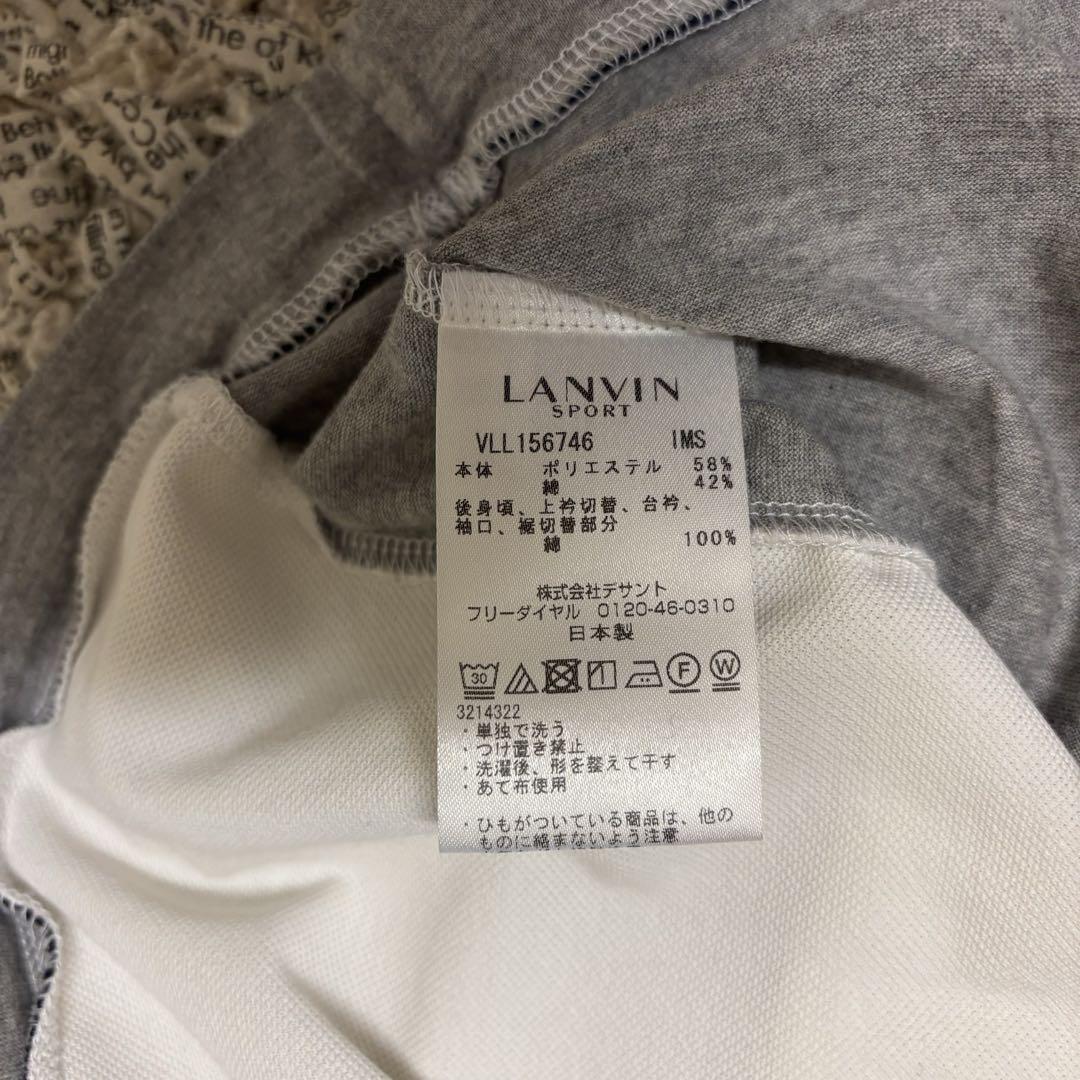 the of
Beh
the
LANVIN
SPORT
VLL156746 IMS
本体 ポリエステル 58%
綿 42%
後身頃、上衿切替、台衿、
袖口、裾切替部分
綿 100%
株式会社デサント
フリーダイヤル 0120-46-0310
日本製
30 F W
3214322
・単独で洗う
・つけ置き禁止
・洗濯後、形を整えて干す
・あて布使用
・ひもがついている商品は、他の
ものに絡まないよう注意